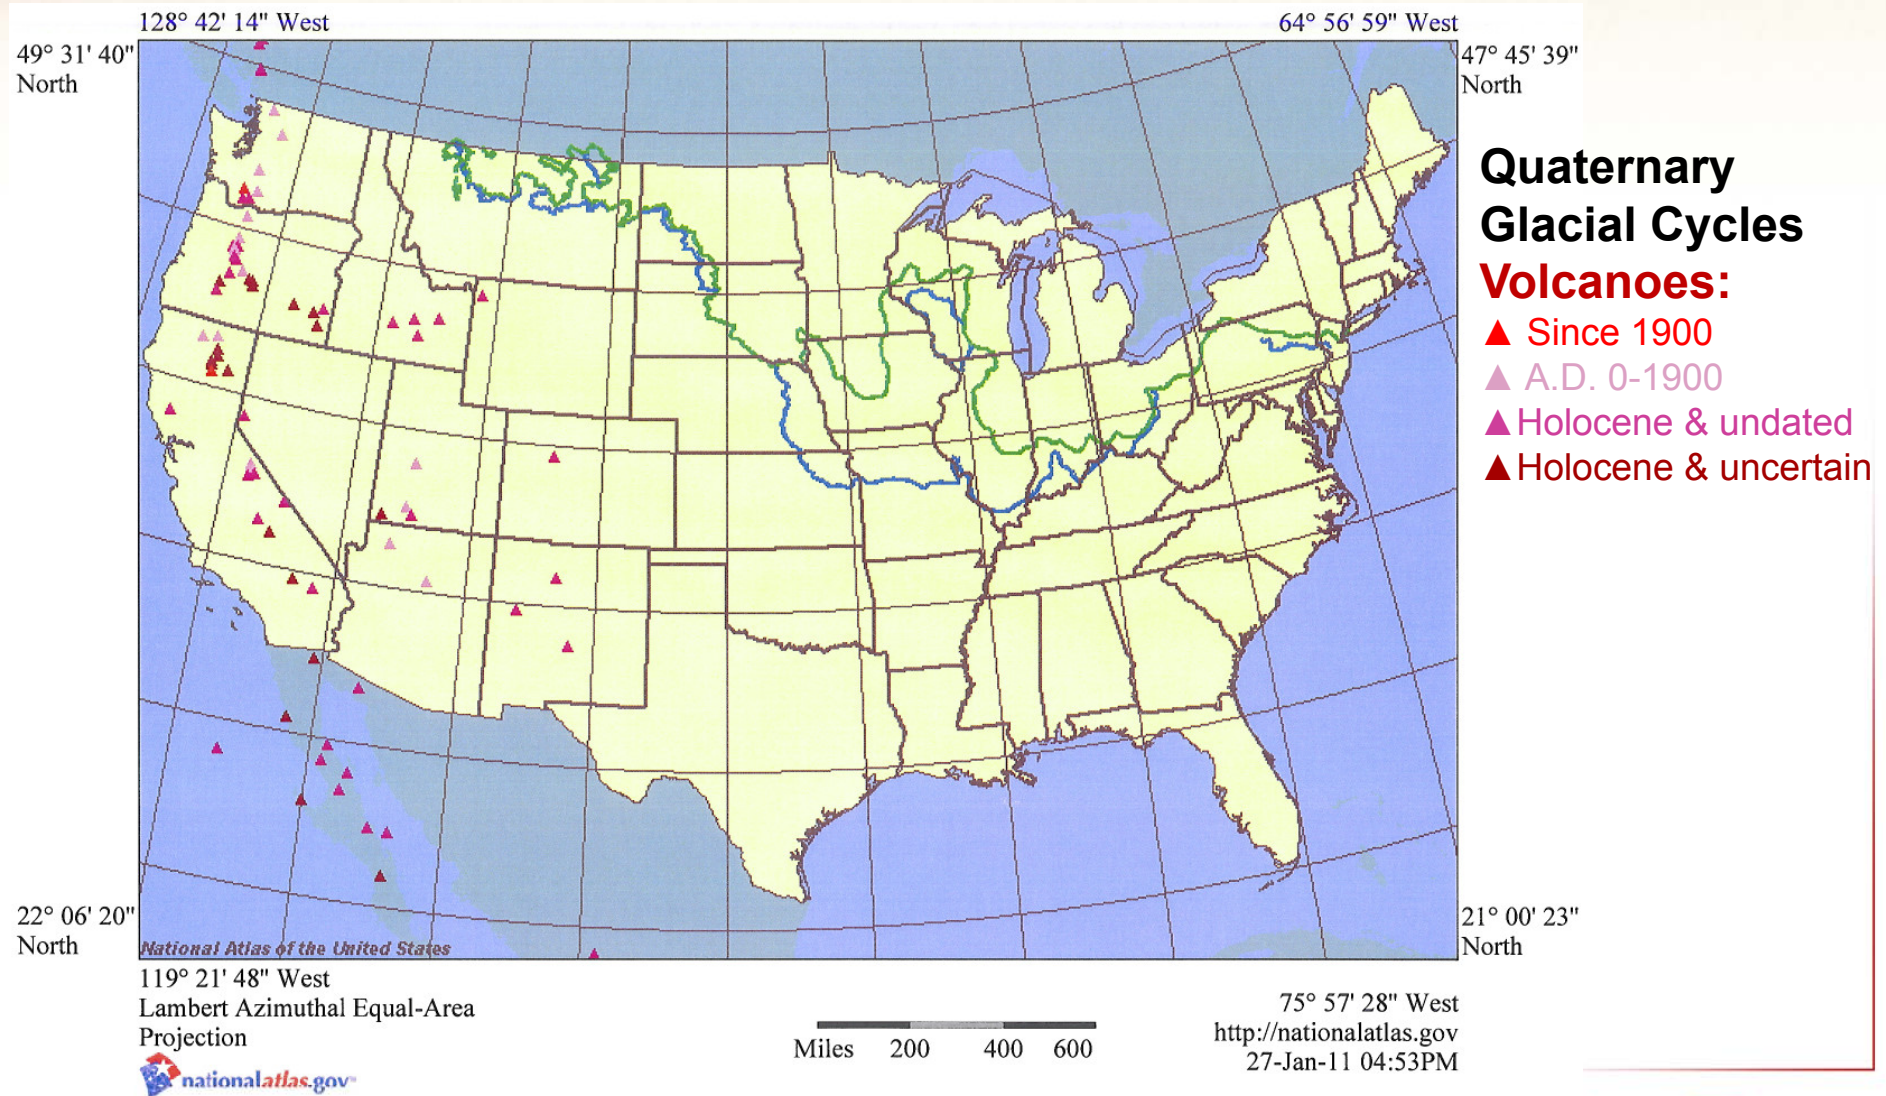 128° 42' 14" West
64° 56' 59" West
49° 31' 40"
North
47° 45' 39"
North
Quaternary
Glacial Cycles
Volcanoes:
▲ Since 1900
▲ A.D. 0-1900
▲Holocene & undated
▲Holocene & uncertain
22° 06' 20"
North
21° 00' 23"
North
National Atlas of the United States
119° 21' 48" West
Lambert Azimuthal Equal-Area
Projection
75° 57' 28" West
http://nationalatlas.gov
27-Jan-11 04:53PM
Miles 200 400 600
nationalatlas.gov™